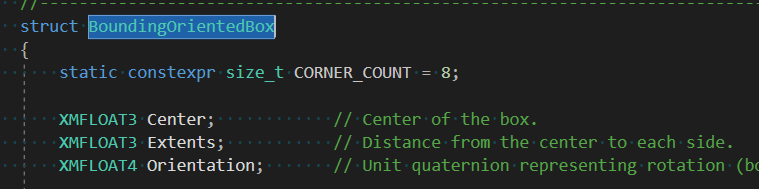 //--------------------------------------------------------------------------------------
struct BoundingOrientedBox
{
    static constexpr size_t CORNER_COUNT = 8;
    XMFLOAT3 Center;            // Center of the box.
    XMFLOAT3 Extents;           // Distance from the center to each side.
    XMFLOAT4 Orientation;       // Unit quaternion representing rotation